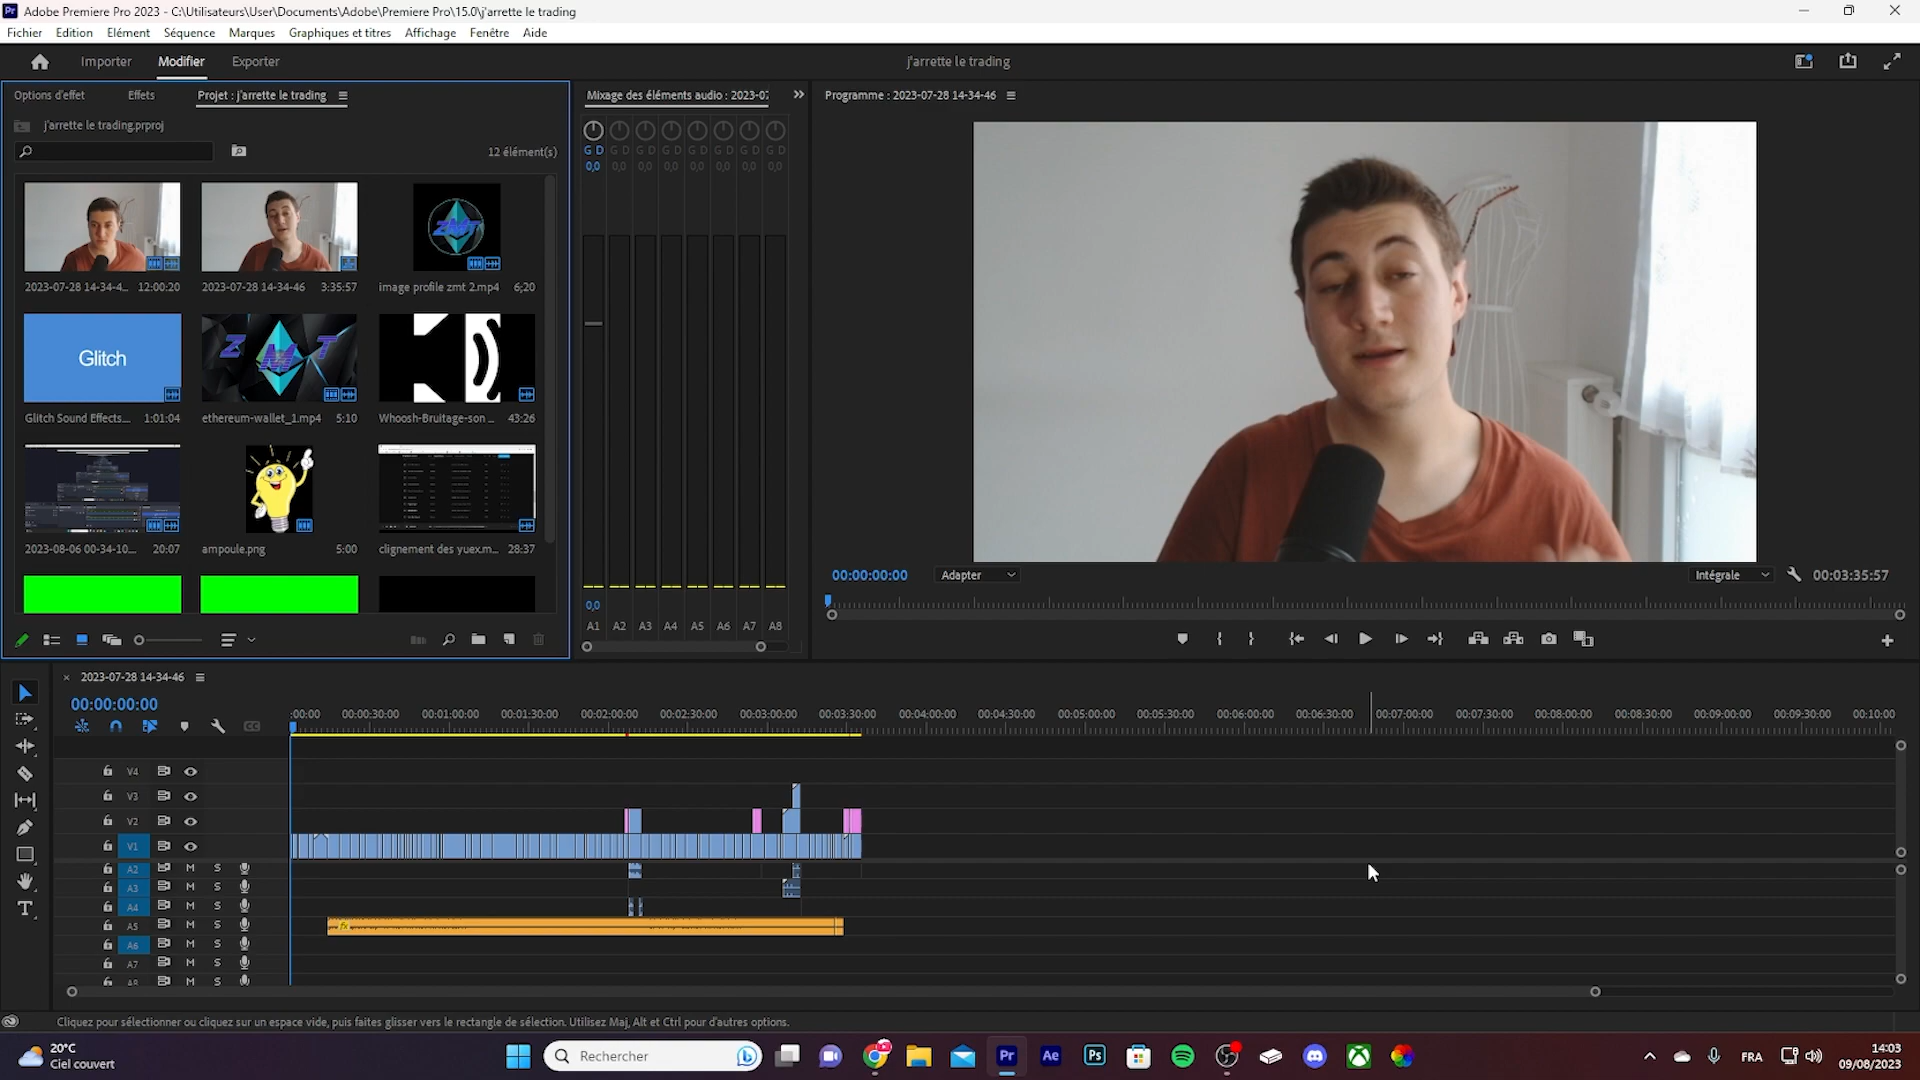 Adobe Premiere Pro 2023 - C:\Utilisateurs\User\Documents\Adobe\Premiere Pro\15.0\j'arrette le trading
Fichier Edition Elément Séquence Marques Graphiques et titres Affichage Fenêtre Aide
Importer Modifier Exporter
j'arrette le trading
Options d'effet Effets Projet : j'arrette le trading
j'arrette le trading.prproj
12 élément(s)
2023-07-28 14-34-4... 12:00:20
2023-07-28 14-34-46 3:35:57
image profile zmt 2.mp4 6;20
ZMT
Glitch
Z M T
Glitch Sound Effects... 1:01:04
ethereum-wallet_1.mp4 5:10
Whoosh-Bruitage-son ... 43:26
2023-08-06 00-34-10... 20:07
ampoule.png 5:00
clignement des yuex.m... 28:37
Mixage des éléments audio : 2023-07
G D G D G D G D G D G D G D G D
0,0 0,0 0,0 0,0 0,0 0,0 0,0 0,0
0,0
A1 A2 A3 A4 A5 A6 A7 A8
Programme : 2023-07-28 14-34-46
00:00:00:00 Adapter Intégrale 00:03:35:57
2023-07-28 14-34-46
00:00:00:00
:00:00 00:00:30:00 00:01:00:00 00:01:30:00 00:02:00:00 00:02:30:00 00:03:00:00 00:03:30:00 00:04:00:00 00:04:30:00 00:05:00:00 00:05:30:00 00:06:00:00 00:06:30:00 00:07:00:00 00:07:30:00 00:08:00:00 00:08:30:00 00:09:00:00 00:09:30:00 00:10:00
CC
V4
V3
V2
V1
A2 M S
A3 M S
A4 M S
A5 M S
fx
A6 M S
A7 M S
A8 M S
Cliquez pour sélectionner ou cliquez sur un espace vide, puis faites glisser vers le rectangle de sélection. Utilisez Maj, Alt et Ctrl pour d'autres options.
20°C
Ciel couvert
Rechercher
Pr Ae Ps
FRA
14:03
09/08/2023